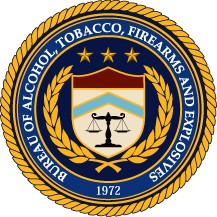 BUREAU OF ALCOHOL, TOBACCO, FIREARMS AND EXPLOSIVES
1972